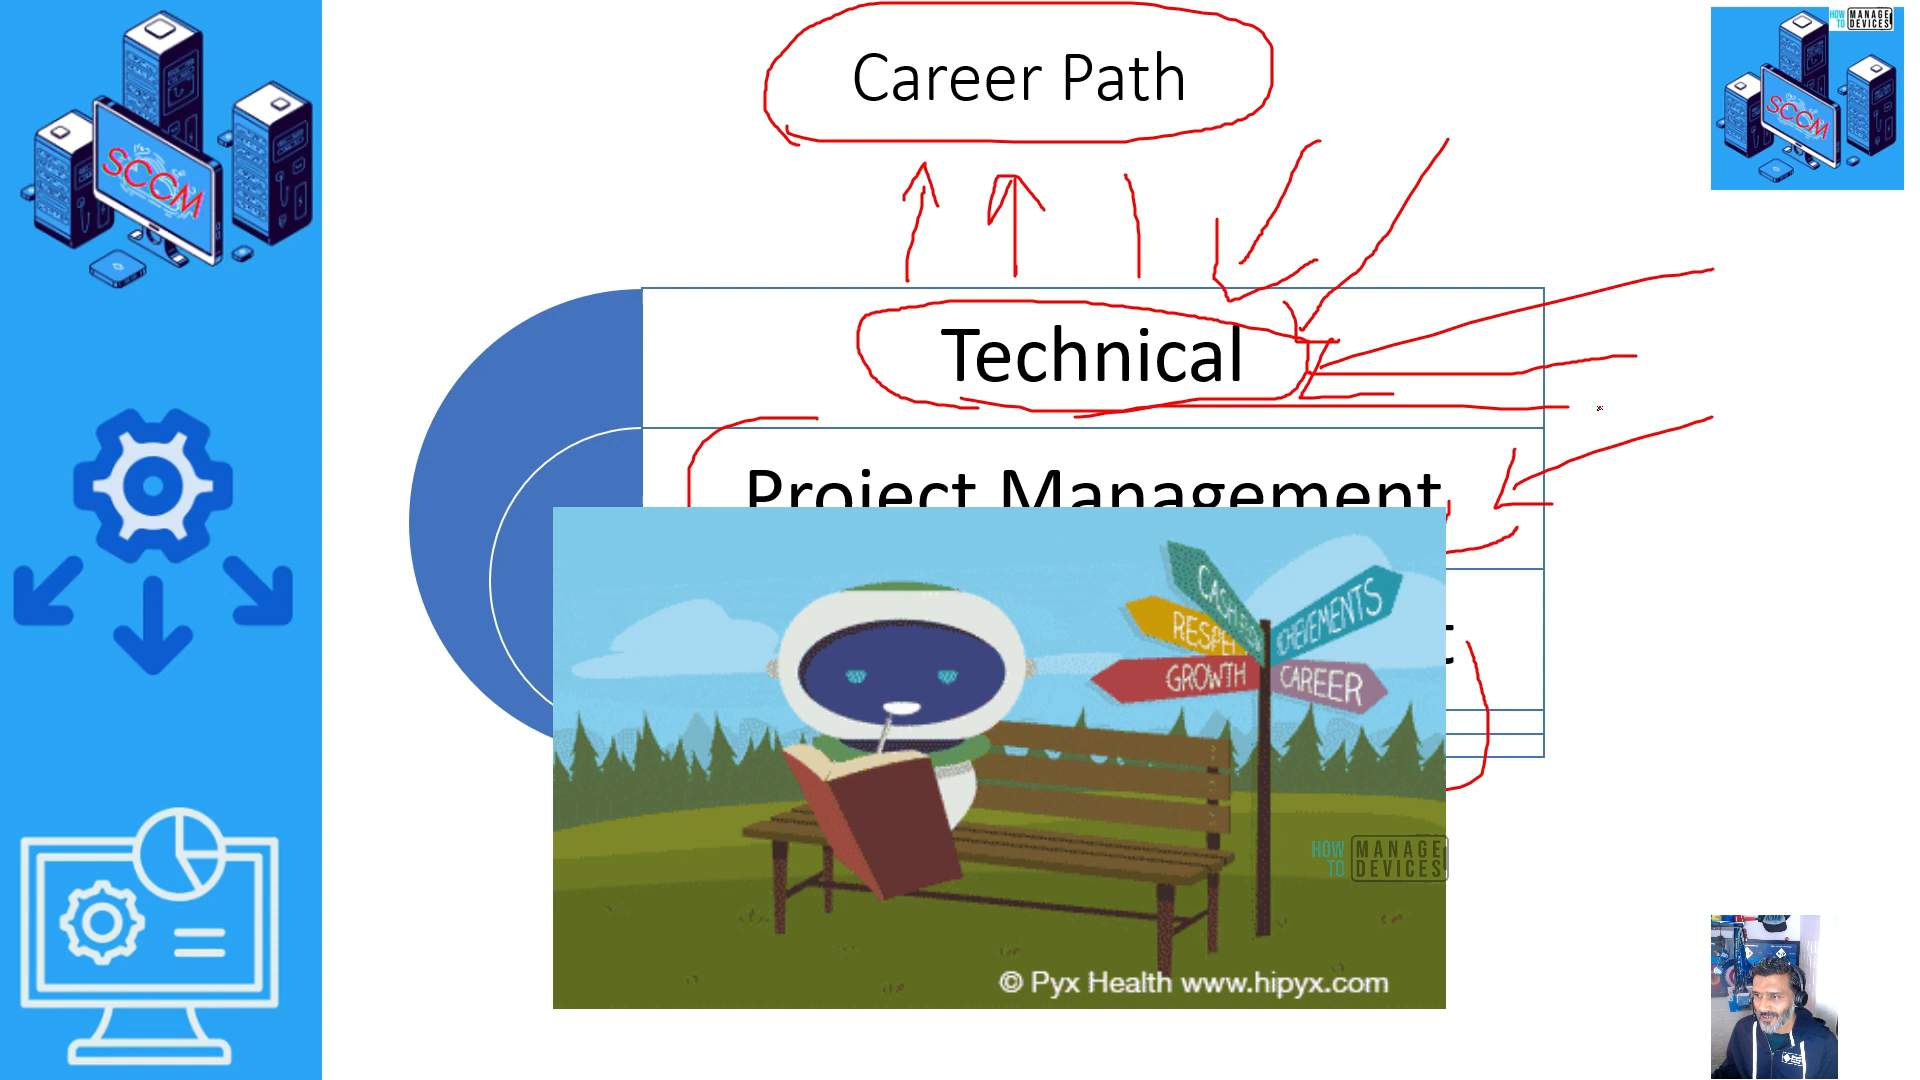 SCCM
Career Path
HOW
TO
MANAGE
DEVICES
SCCM
Technical
Project Management
ACHIEVEMENTS
GROWTH
CAREER
HOW
TO
MANAGE
DEVICES
© Pyx Health www.hipyx.com